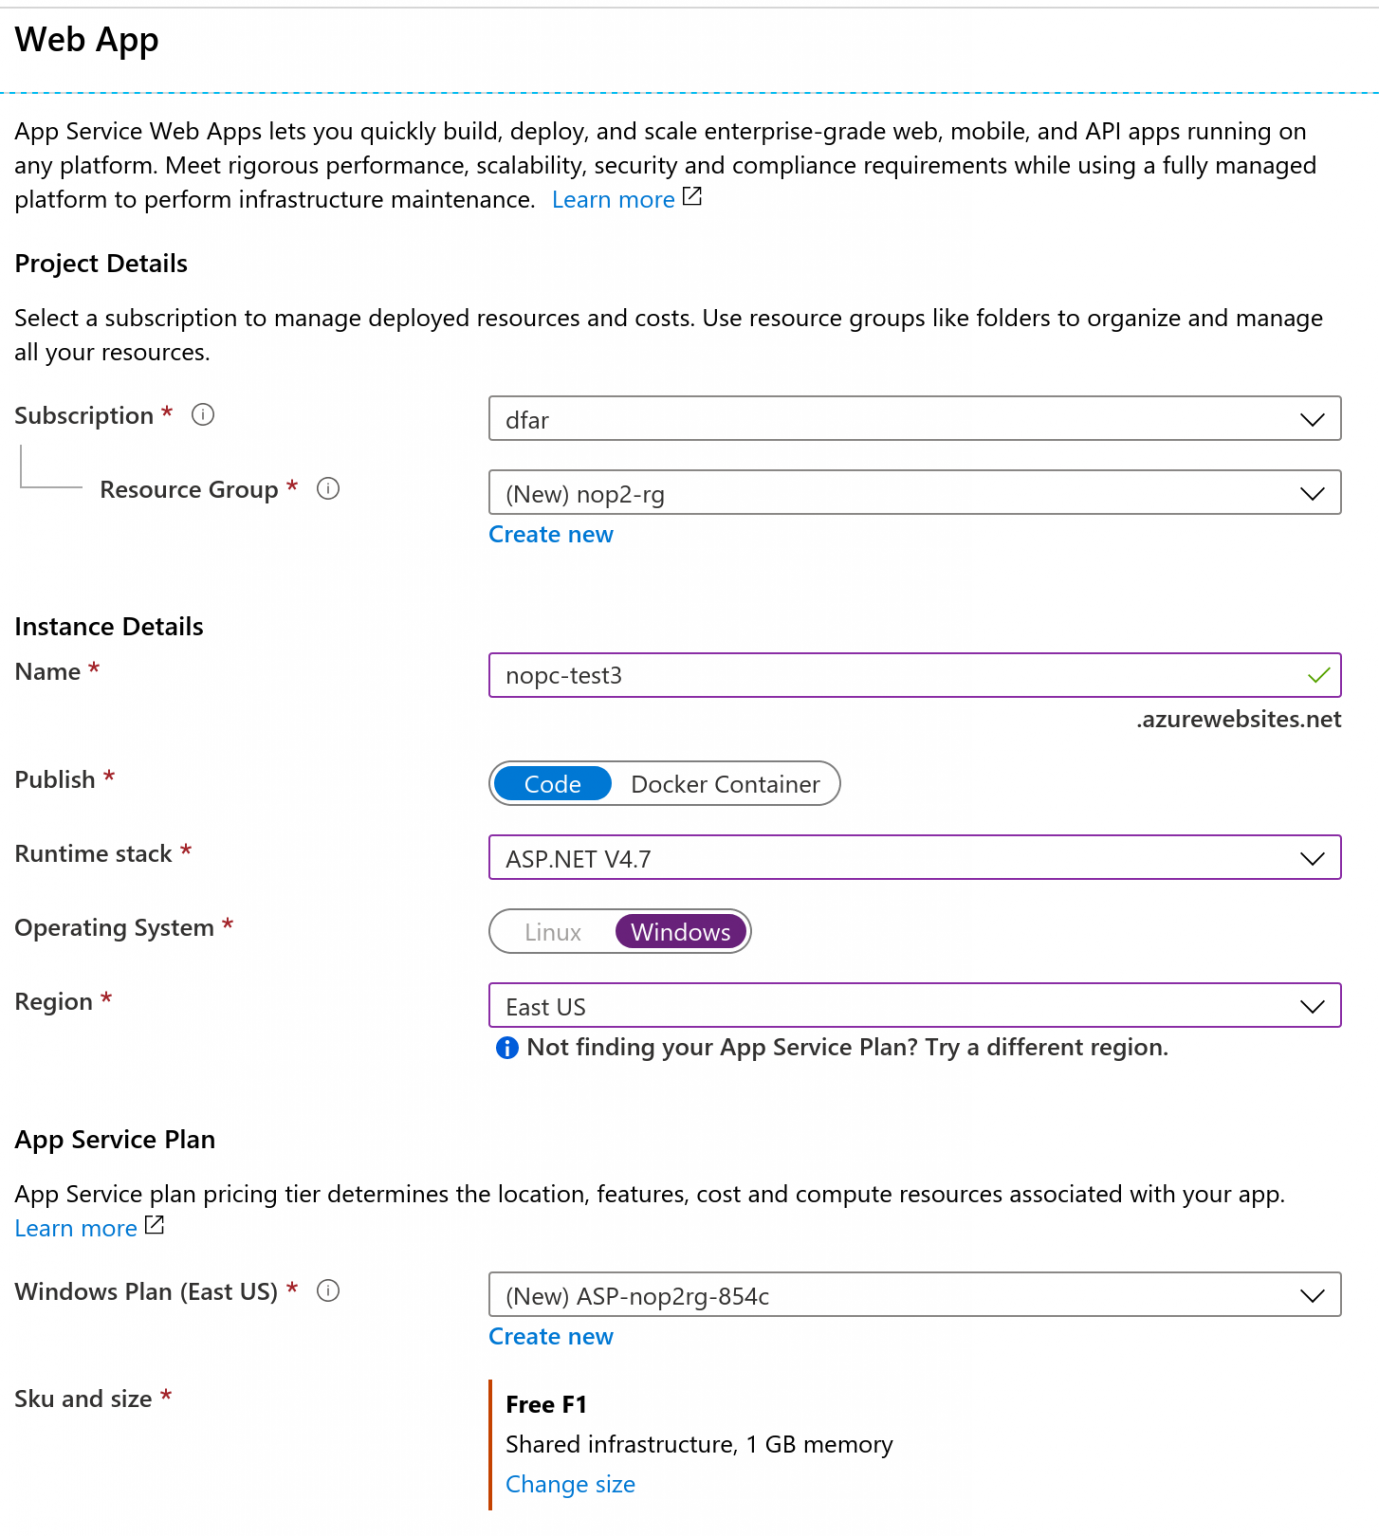 Web App
App Service Web Apps lets you quickly build, deploy, and scale enterprise-grade web, mobile, and API apps running on
any platform. Meet rigorous performance, scalability, security and compliance requirements while using a fully managed
platform to perform infrastructure maintenance. Learn more
Project Details
Select a subscription to manage deployed resources and costs. Use resource groups like folders to organize and manage
all your resources.
Subscription * dfar
Resource Group * (New) nop2-rg
Create new
Instance Details
Name * nopc-test3
.azurewebsites.net
Publish * Code Docker Container
Runtime stack * ASP.NET V4.7
Operating System * Linux Windows
Region * East US
Not finding your App Service Plan? Try a different region.
App Service Plan
App Service plan pricing tier determines the location, features, cost and compute resources associated with your app.
Learn more
Windows Plan (East US) * (New) ASP-nop2rg-854c
Create new
Sku and size * Free F1
Shared infrastructure, 1 GB memory
Change size